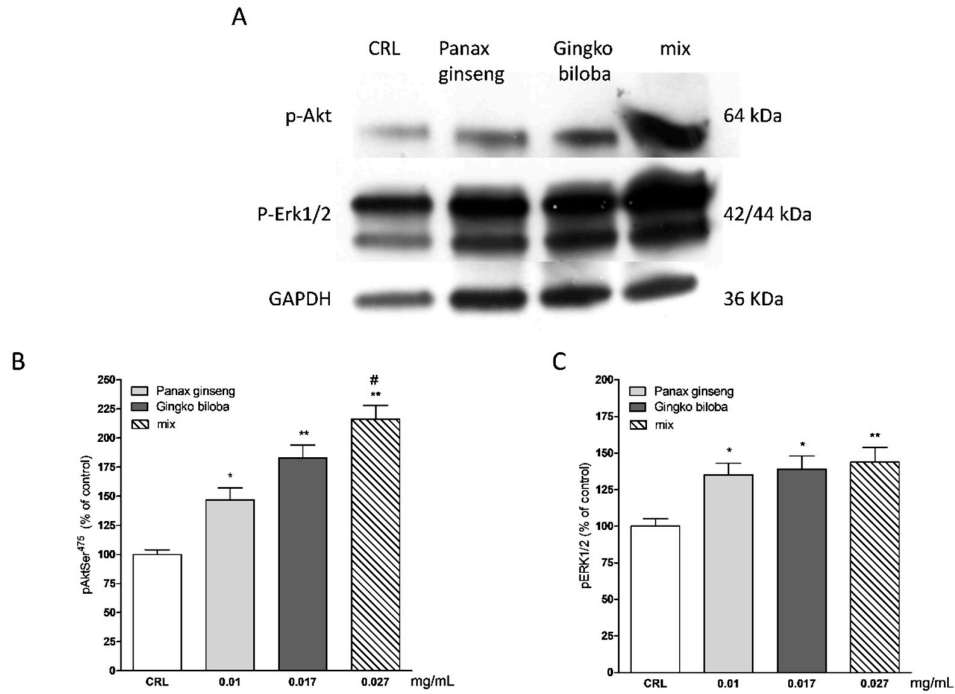 A
CRL Panax ginseng Gingko biloba mix
p-Akt 64 kDa
P-Erk1/2 42/44 kDa
GAPDH 36 KDa
B
pAktSer475 (% of control)
250
225
200
175
150
125
100
75
50
25
0
Panax ginseng
Gingko biloba
mix
*
**
#
**
CRL 0.01 0.017 0.027 mg/mL
C
pERK1/2 (% of control)
200
175
150
125
100
75
50
25
0
Panax ginseng
Gingko biloba
mix
*
*
**
CRL 0.01 0.017 0.027 mg/mL